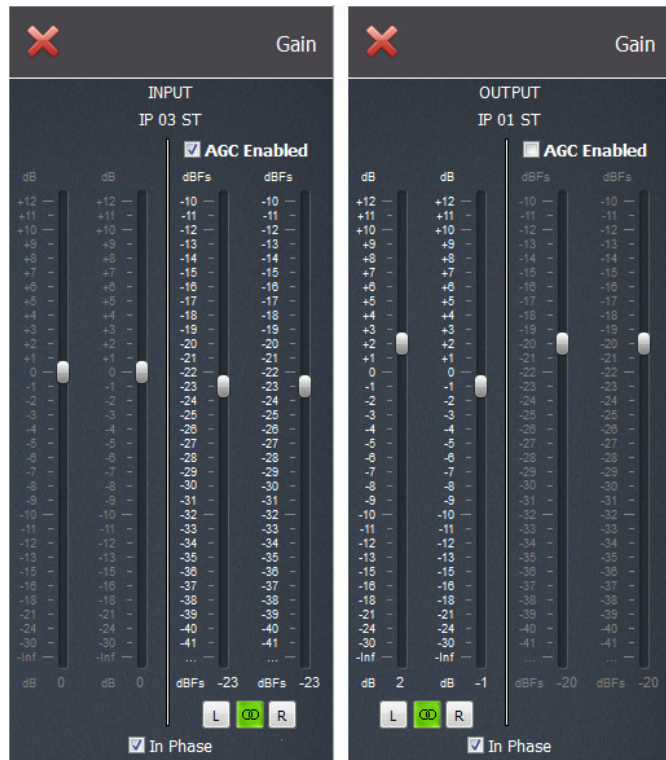 Gain
INPUT
IP 03 ST
AGC Enabled
dB dB dBFs dBFs
+12 +12 -10 -10
+11 +11 -11 -11
+10 +10 -12 -12
+9 +9 -13 -13
+8 +8 -14 -14
+7 +7 -15 -15
+6 +6 -16 -16
+5 +5 -17 -17
+4 +4 -18 -18
+3 +3 -19 -19
+2 +2 -20 -20
+1 +1 -21 -21
0 0 -22 -22
-1 -1 -23 -23
-2 -2 -24 -24
-3 -3 -25 -25
-4 -4 -26 -26
-5 -5 -27 -27
-6 -6 -28 -28
-7 -7 -29 -29
-8 -8 -30 -30
-9 -9 -31 -31
-10 -10 -32 -32
-11 -11 -33 -33
-12 -12 -34 -34
-13 -13 -35 -35
-15 -15 -36 -36
-16 -16 -37 -37
-18 -18 -38 -38
-21 -21 -39 -39
-24 -24 -40 -40
-30 -30 -41 -41
-Inf -Inf ... ...
dB 0 dB 0 dBFs -23 dBFs -23
L R
In Phase
Gain
OUTPUT
IP 01 ST
AGC Enabled
dB dB dBFs dBFs
+12 +12 -10 -10
+11 +11 -11 -11
+10 +10 -12 -12
+9 +9 -13 -13
+8 +8 -14 -14
+7 +7 -15 -15
+6 +6 -16 -16
+5 +5 -17 -17
+4 +4 -18 -18
+3 +3 -19 -19
+2 +2 -20 -20
+1 +1 -21 -21
0 0 -22 -22
-1 -1 -23 -23
-2 -2 -24 -24
-3 -3 -25 -25
-4 -4 -26 -26
-5 -5 -27 -27
-6 -6 -28 -28
-7 -7 -29 -29
-8 -8 -30 -30
-9 -9 -31 -31
-10 -10 -32 -32
-11 -11 -33 -33
-12 -12 -34 -34
-13 -13 -35 -35
-15 -15 -36 -36
-16 -16 -37 -37
-18 -18 -38 -38
-21 -21 -39 -39
-24 -24 -40 -40
-30 -30 -41 -41
-Inf -Inf ... ...
dB 2 dB -1 dBFs -20 dBFs -20
L R
In Phase